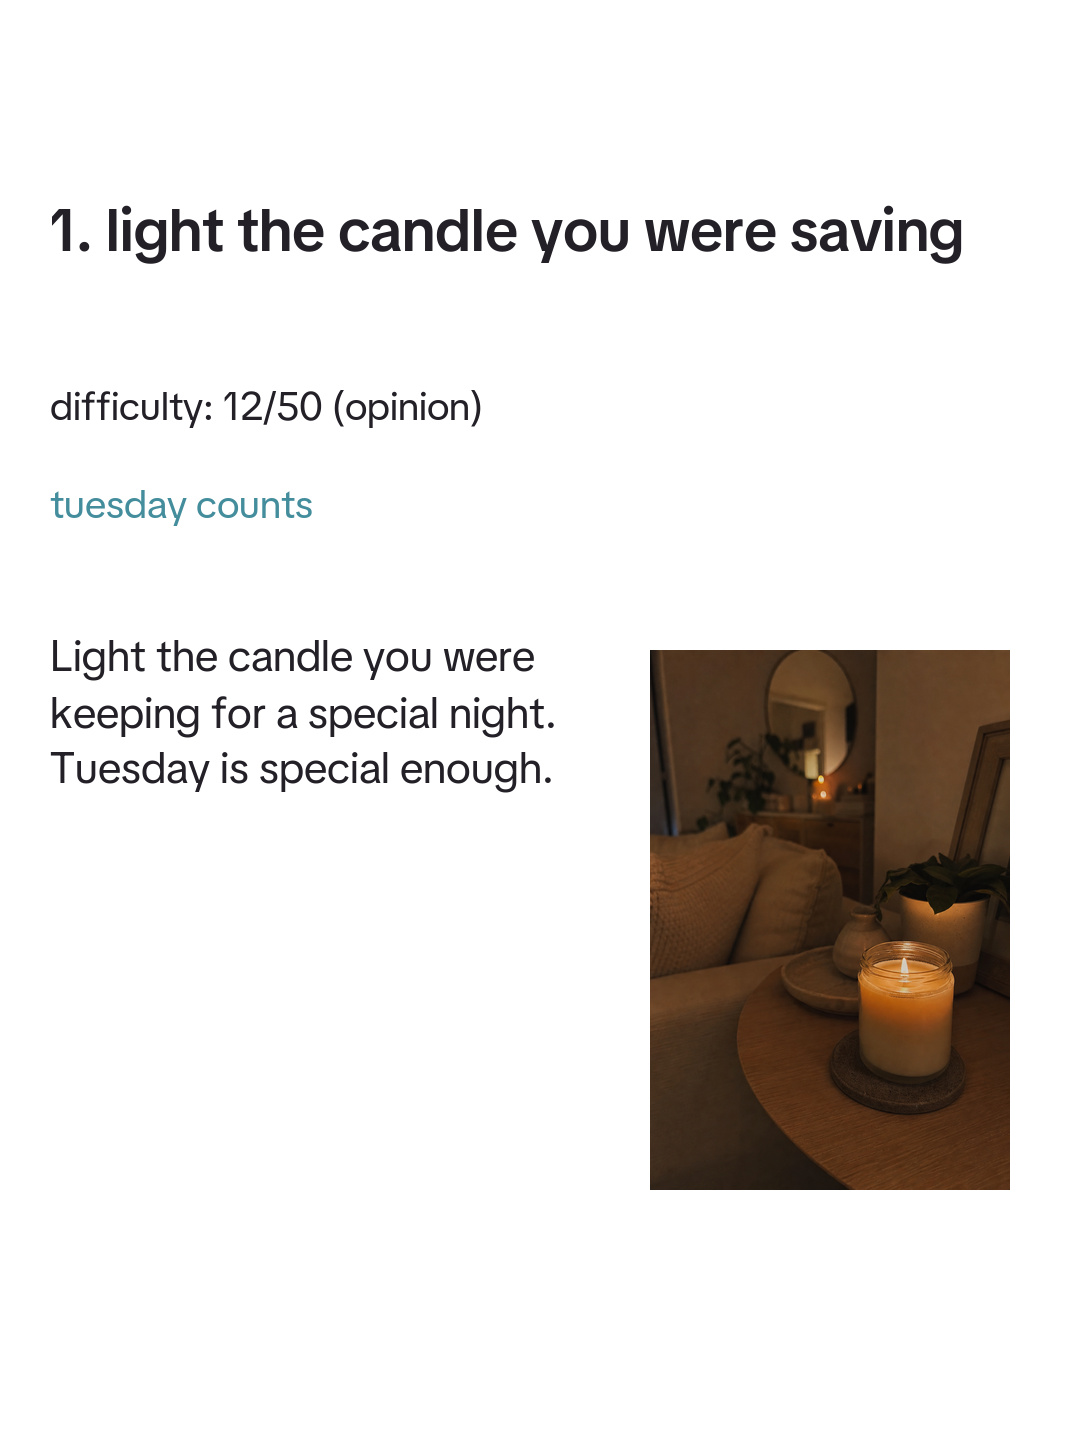 1. light the candle you were saving
difficulty: 12/50 (opinion)
tuesday counts
Light the candle you were
keeping for a special night.
Tuesday is special enough.